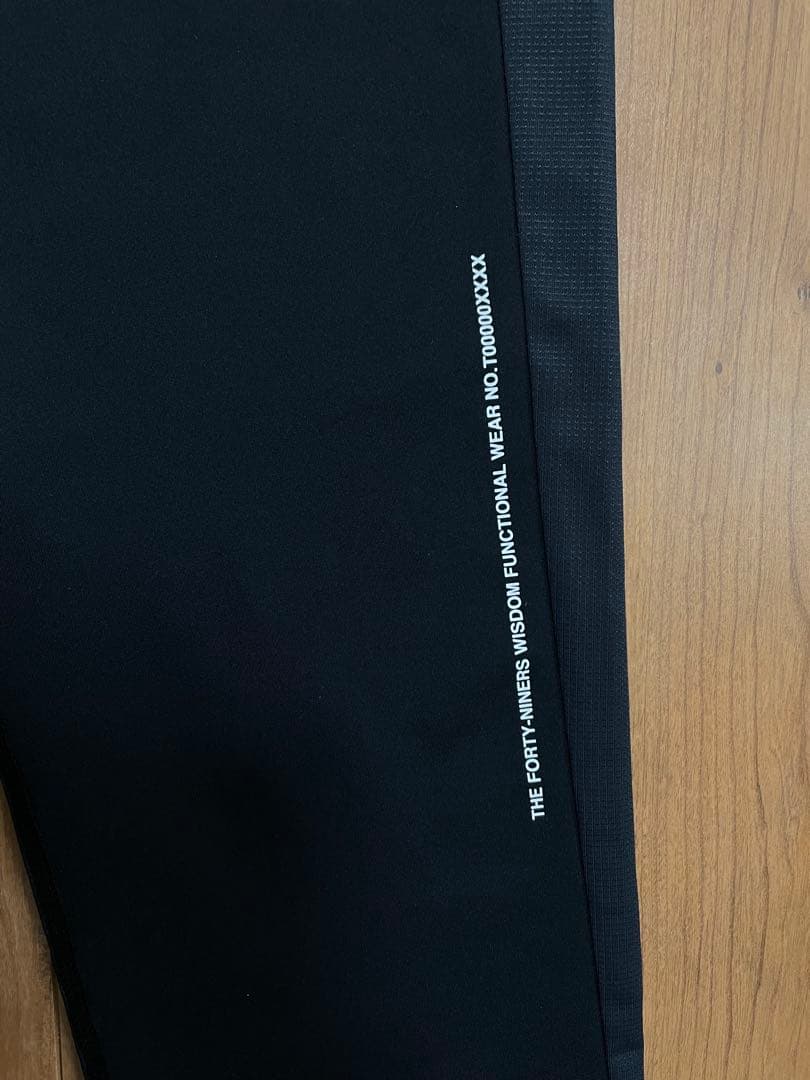 THE FORTY-NINERS WISDOM FUNCTIONAL WEAR NO.T00000XXXX